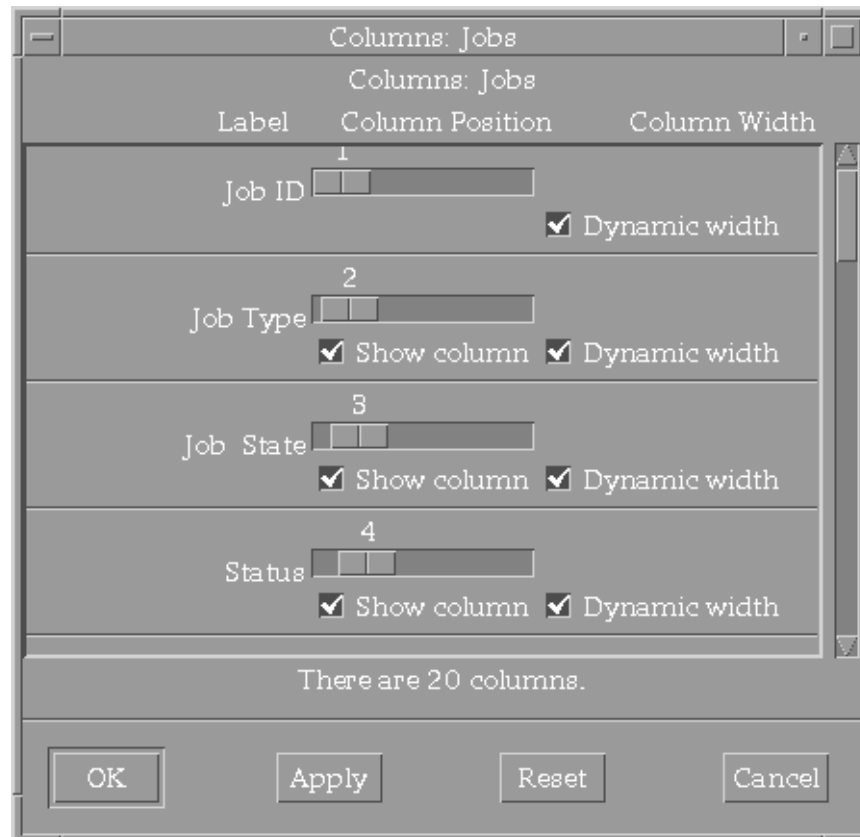 Columns: Jobs
Columns: Jobs
Label Column Position Column Width
1
Job ID
Dynamic width
2
Job Type
Show column Dynamic width
3
Job State
Show column Dynamic width
4
Status
Show column Dynamic width
There are 20 columns.
OK Apply Reset Cancel